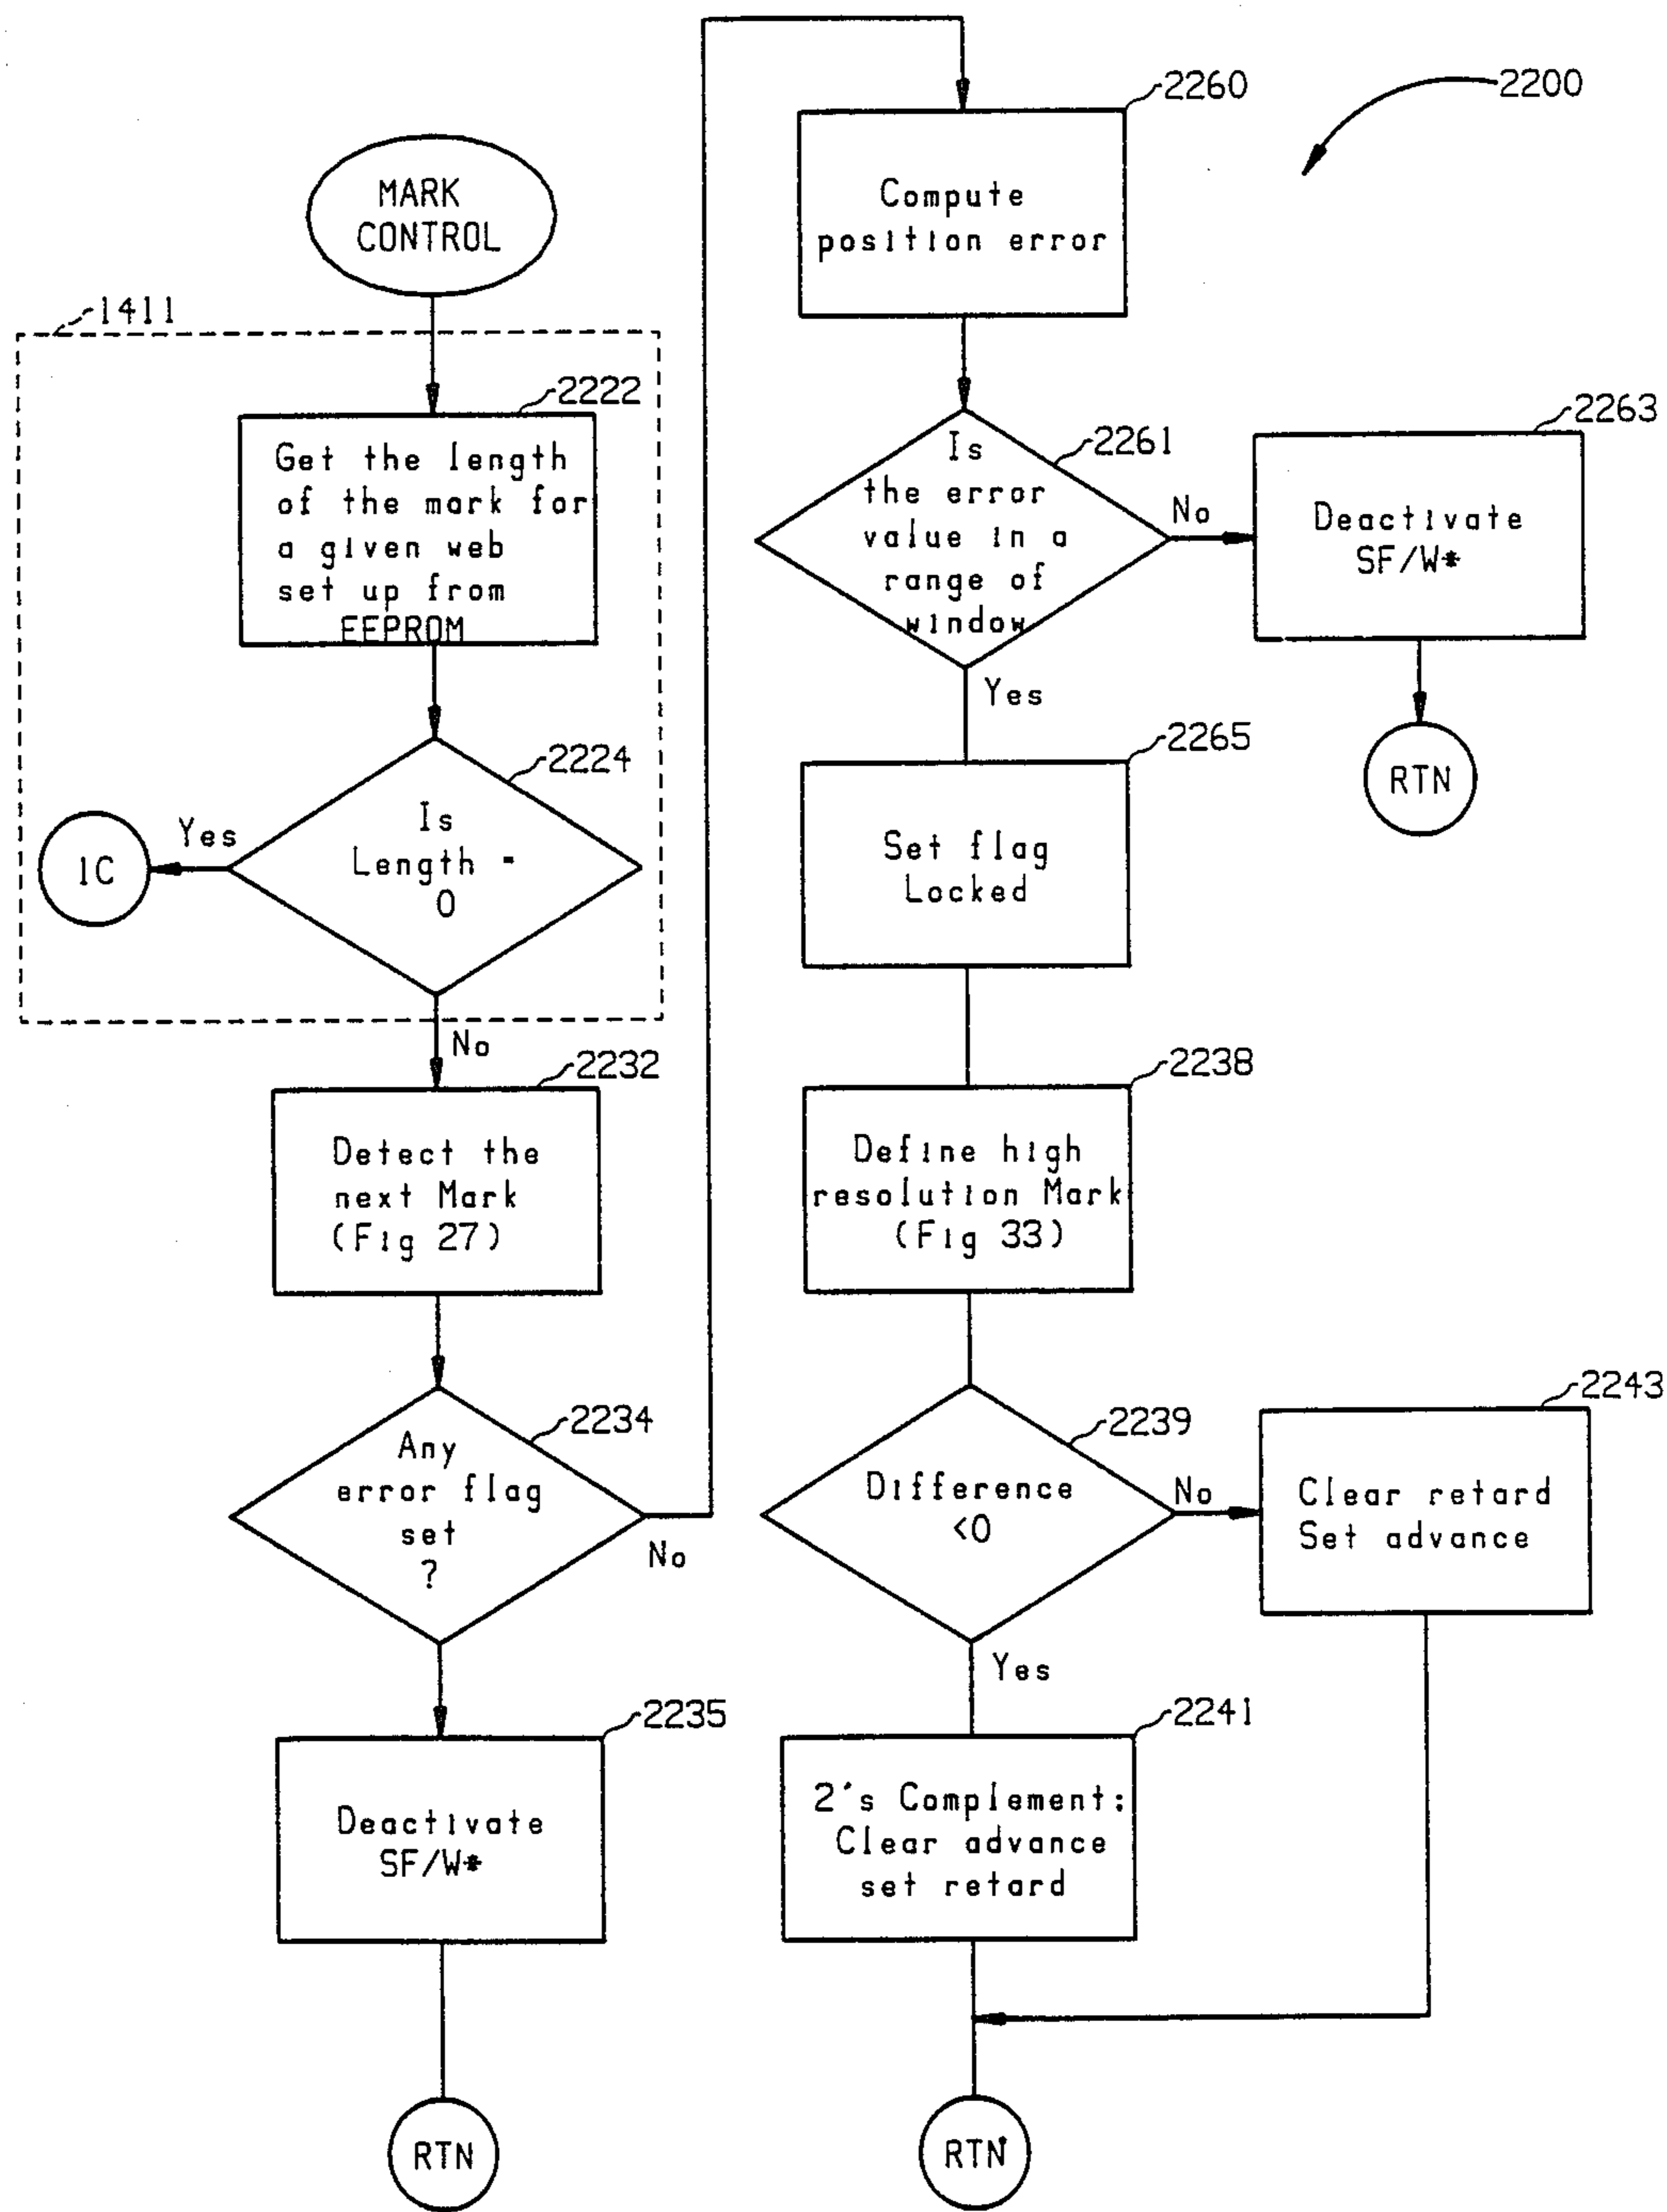 MARK
CONTROL
1411
2222
Get the length
of the mark for
a given web
set up from
EEPROM
2224
Is
Length =
0
Yes
1C
No
2232
Detect the
next Mark
(Fig 27)
2234
Any
error flag
set
?
No
2235
Deactivate
SF/W*
RTN
2200
2260
Compute
position error
2261
Is
the error
value in a
range of
window
No
2263
Deactivate
SF/W*
RTN
Yes
2265
Set flag
Locked
2238
Define high
resolution Mark
(Fig 33)
2239
Difference
<0
No
2243
Clear retard
Set advance
Yes
2241
2's Complement:
Clear advance
set retard
RTN